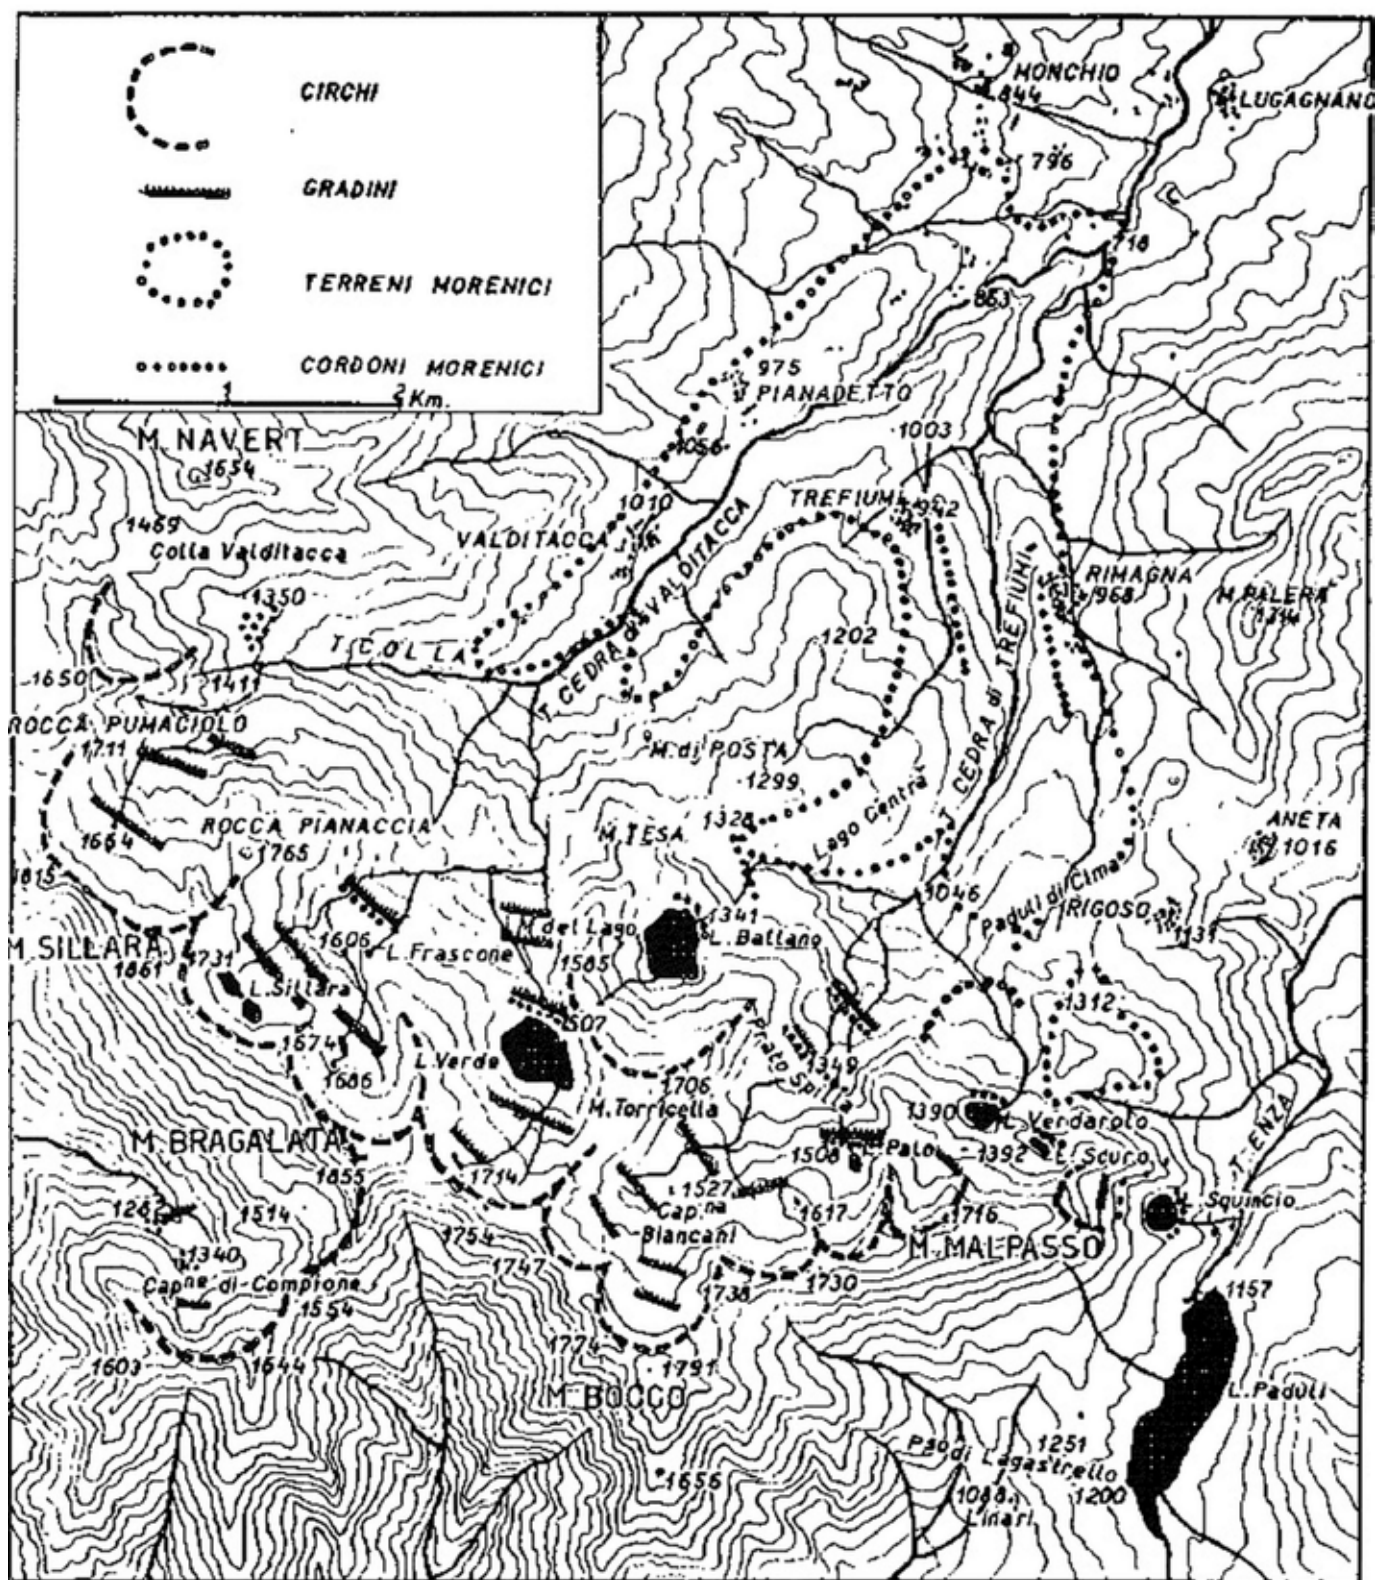 CIRCHI
GRADINI
TERRENI MORENICI
CORDONI MORENICI
1 2 Km.
MONCHIO
844
LUGAGNANO
796
718
863
975
PIANADETTO
M. NAVERT
1654
1056
1003
1010
TREFIUMI
942
1469
Colla Valditacca
VALDITACCA
T. CEDRA di VALDITACCA
RIMAGNA
968
M. PALERA
1350
T. COLLA
1202
T. CEDRA di TREFIUMI
1650
1411
ROCCA PUMACIOLO
1711
M. di POSTA
1299
1664
ROCCA PIANACCIA
1765
M. TESA
1328
Lago Centra
ANETA
1016
1815
1046
Paduli di Cima
RIGOSO
1131
M. SILLARA
1861
1731
1606
L. Frascone
M. del Lago
1585
1341
L. Ballano
L. Sillara
1312
1674
1507
1686
L. Verde
1706
Prato Spilla
1349
M. Torricella
1390
L. Verdarolo
M. BRAGALATA
1508
L. Palo
1392
L. Scuro
T. ENZA
1855
1714
1527
Cap.na
Biancani
1617
1716
L. Squincio
1514
1340
1754
M. MALPASSO
Cap.ne di Compione
1747
1730
1554
1738
1157
1603
1644
1774
1791
M. BOCCO
L. Paduli
1251
Lagastrello
1656
1088
1200
Linari